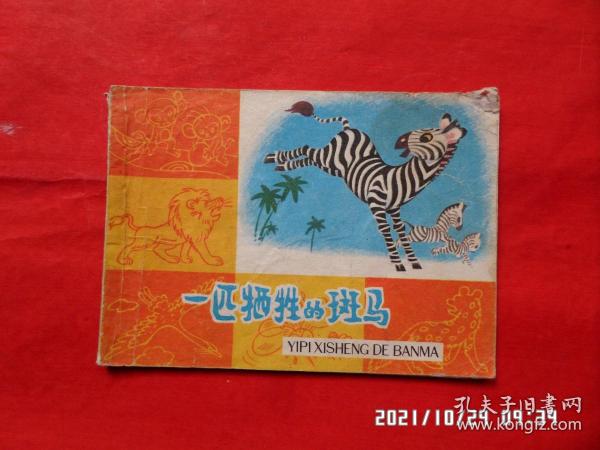 一匹牺牲的斑马
YIPI XISHENG DE BANMA
孔夫子旧書网
www.kongfz.com
2021/10/29 09:39